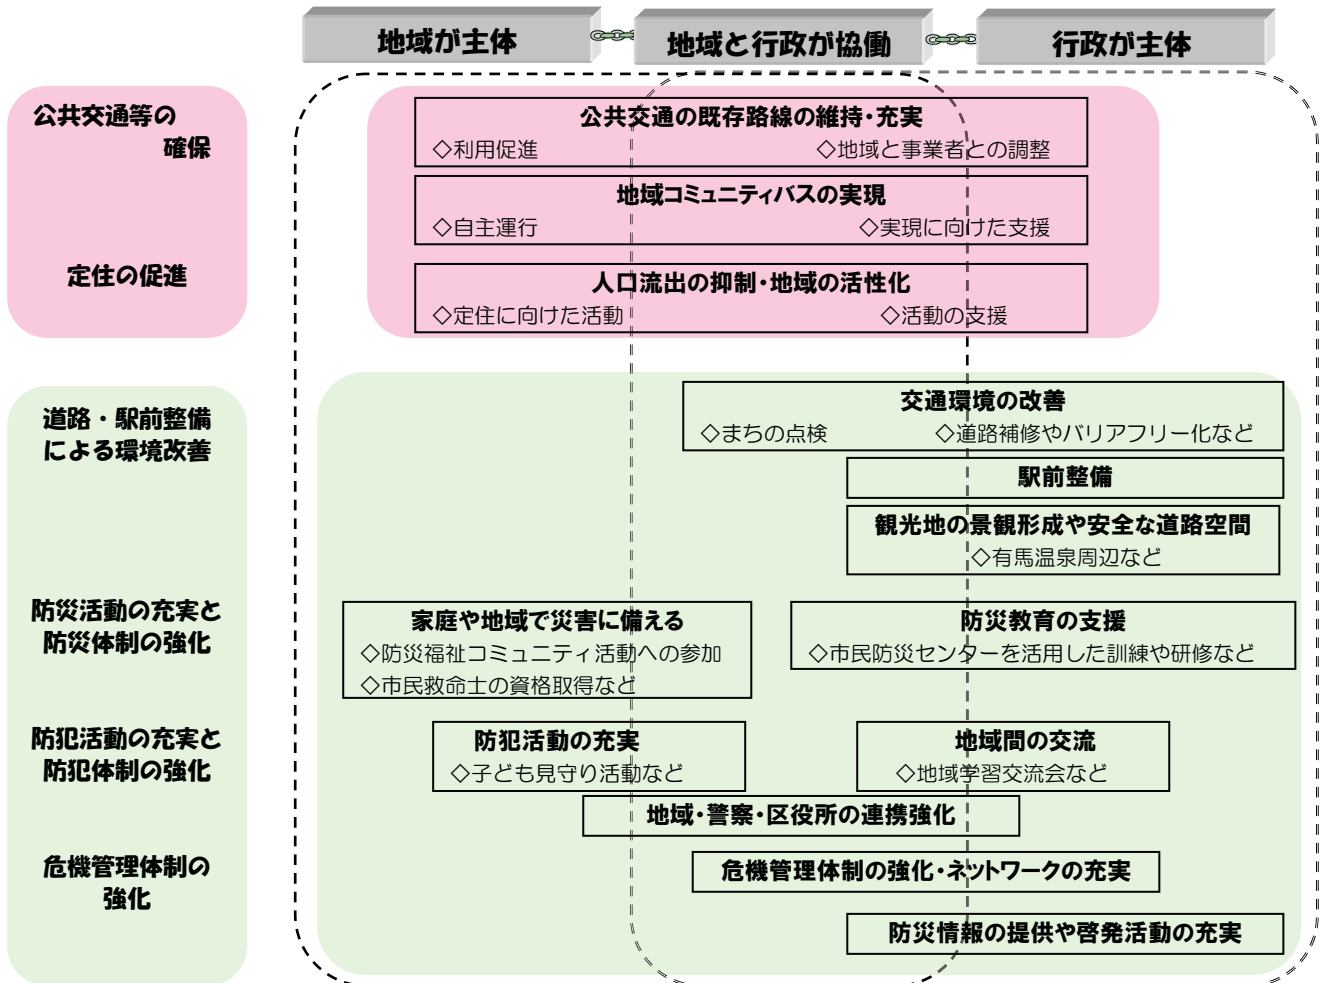 地域が主体
地域と行政が協働
行政が主体
公共交通等の
確保
公共交通の既存路線の維持・充実
◇利用促進
◇地域と事業者との調整
地域コミュニティバスの実現
◇自主運行
◇実現に向けた支援
定住の促進
人口流出の抑制・地域の活性化
◇定住に向けた活動
◇活動の支援
道路・駅前整備
による環境改善
交通環境の改善
◇まちの点検
◇道路補修やバリアフリー化など
駅前整備
観光地の景観形成や安全な道路空間
◇有馬温泉周辺など
防災活動の充実と
防災体制の強化
家庭や地域で災害に備える
◇防災福祉コミュニティ活動への参加
◇市民救命士の資格取得など
防災教育の支援
◇市民防災センターを活用した訓練や研修など
防犯活動の充実と
防犯体制の強化
防犯活動の充実
◇子ども見守り活動など
地域間の交流
◇地域学習交流会など
地域・警察・区役所の連携強化
危機管理体制の
強化
危機管理体制の強化・ネットワークの充実
防災情報の提供や啓発活動の充実